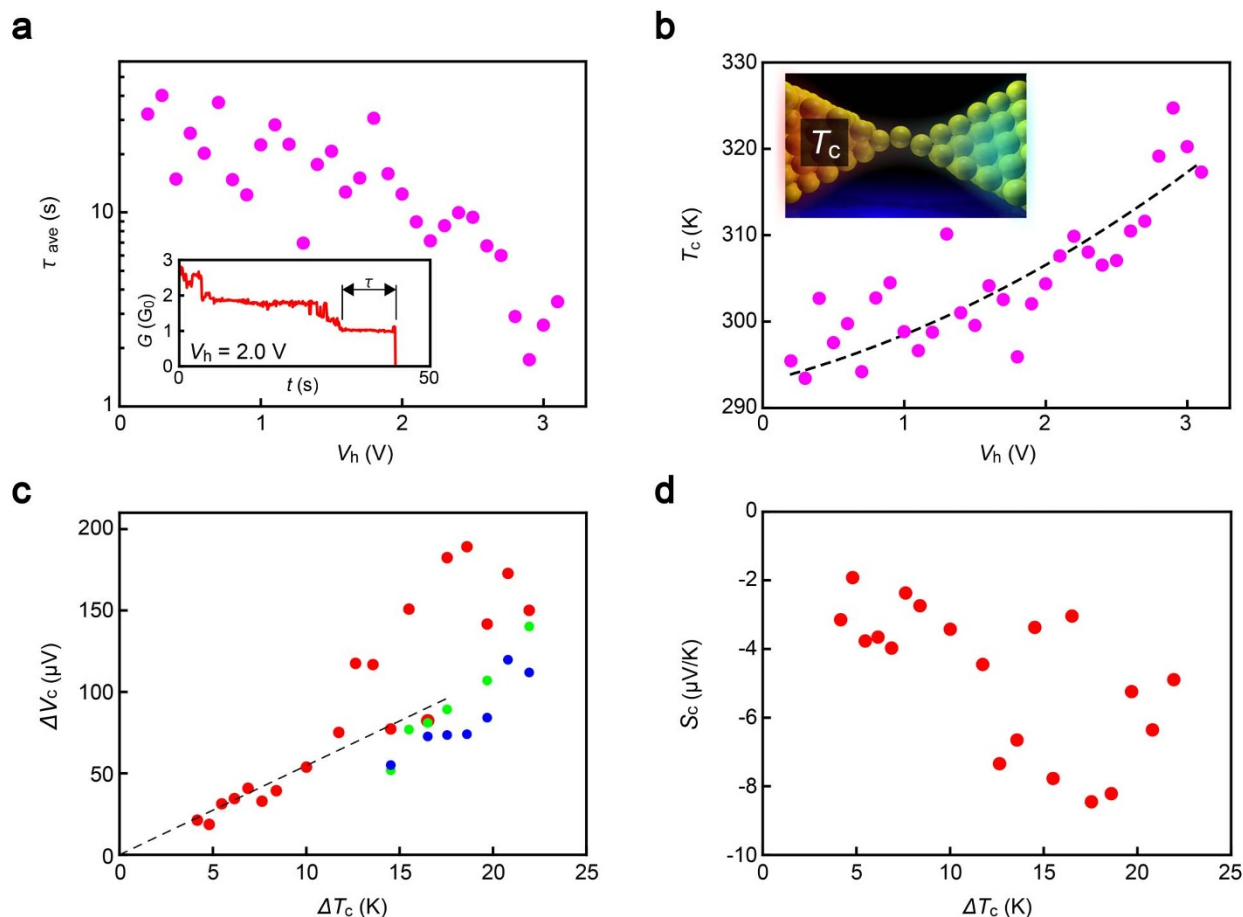 a
10
1
τ ave (s)
3
2
1
0
G (G0)
τ
Vh = 2.0 V
0
50
t (s)
0
1
2
3
Vh (V)
b
330
320
310
300
290
Tc (K)
Tc
0
1
2
3
Vh (V)
c
200
150
100
50
0
ΔVc (μV)
0
5
10
15
20
25
ΔTc (K)
d
0
-2
-4
-6
-8
-10
Sc (μV/K)
0
5
10
15
20
25
ΔTc (K)